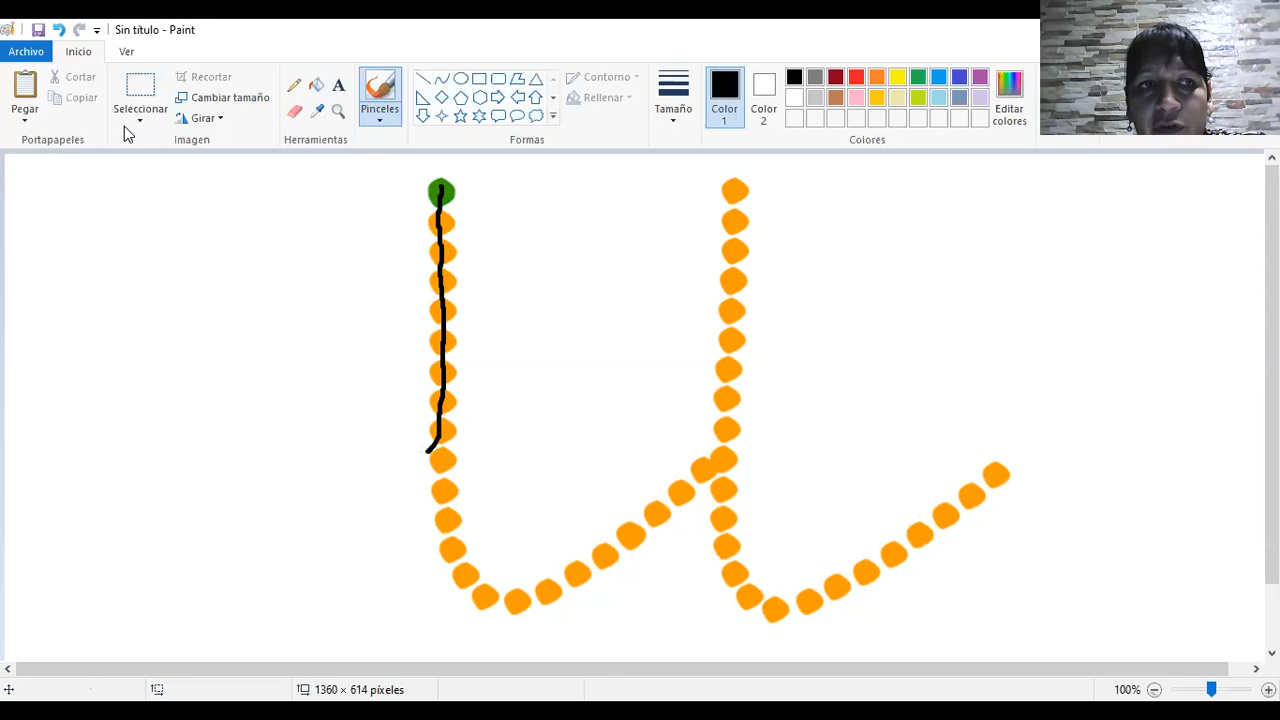 Sin título - Paint
Archivo Inicio Ver
Pegar
Cortar
Copiar
Portapapeles
Seleccionar
Recortar
Cambiar tamaño
Girar
Imagen
A
Herramientas
Pinceles
Contorno
Rellenar
Formas
Tamaño
Color 1
Color 2
Editar colores
Colores
u
1360 × 614 píxeles
100%